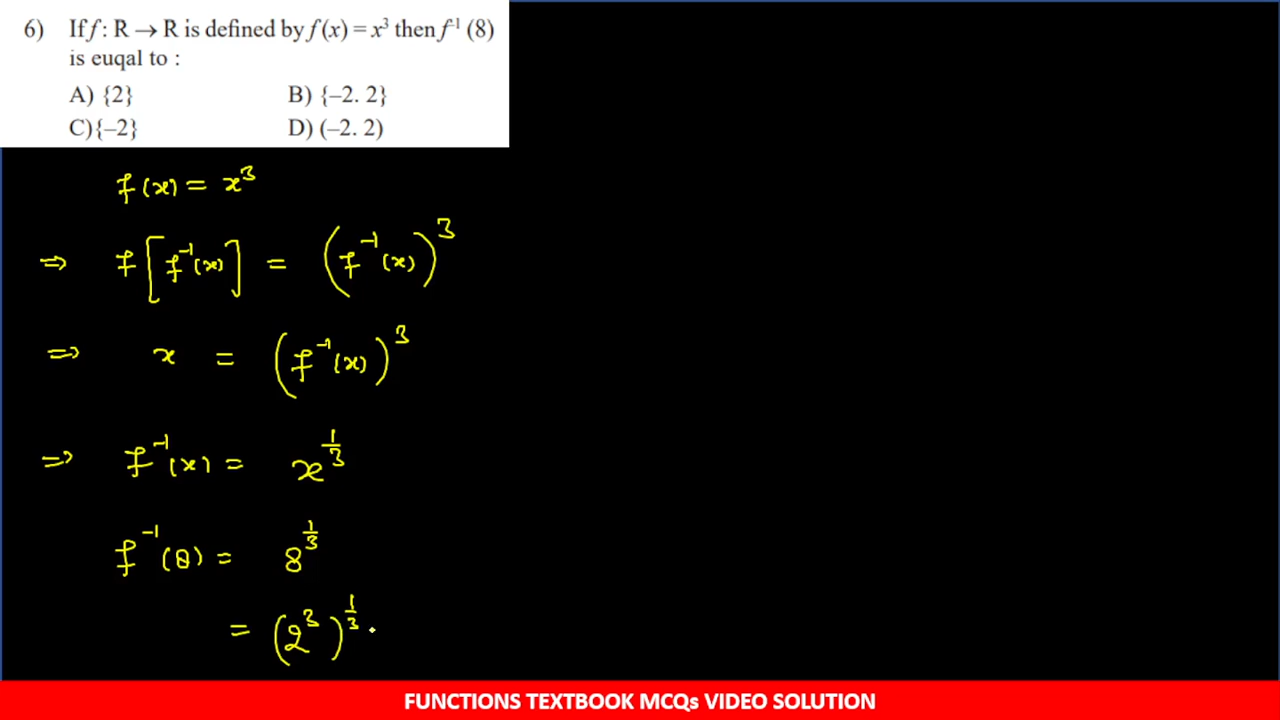 6) If f : R → R is defined by f (x) = x³ then f⁻¹ (8)
is euqal to :
A) {2} B) {–2. 2}
C){–2} D) (–2. 2)
f(x) = x³
⇒ f[f⁻¹(x)] = (f⁻¹(x))³
⇒ x = (f⁻¹(x))³
⇒ f⁻¹(x) = x^(1/3)
f⁻¹(8) = 8^(1/3)
= (2³)^(1/3)
FUNCTIONS TEXTBOOK MCQs VIDEO SOLUTION